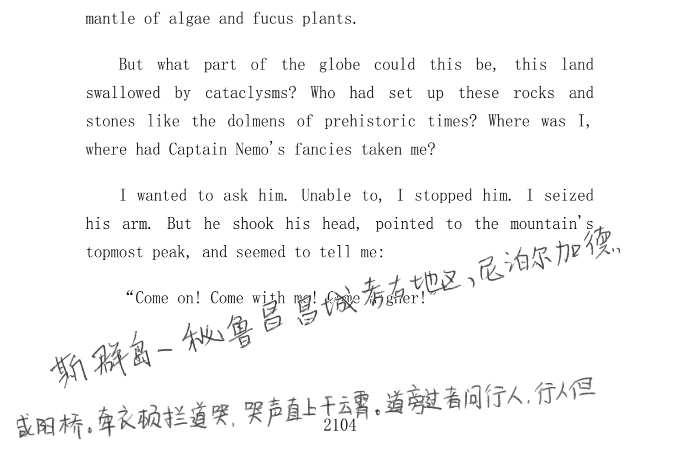 mantle of algae and fucus plants.
But what part of the globe could this be, this land
swallowed by cataclysms? Who had set up these rocks and
stones like the dolmens of prehistoric times? Where was I,
where had Captain Nemo's fancies taken me?
I wanted to ask him. Unable to, I stopped him. I seized
his arm. But he shook his head, pointed to the mountain's
topmost peak, and seemed to tell me:
“Come on! Come with me! Come higher!
斯群岛-秘鲁昌昌城考古地区、尼泊尔加德
咸阳桥。牵衣顿拦道哭,哭声直上干云霄。道旁过者问行人,行人但
2104